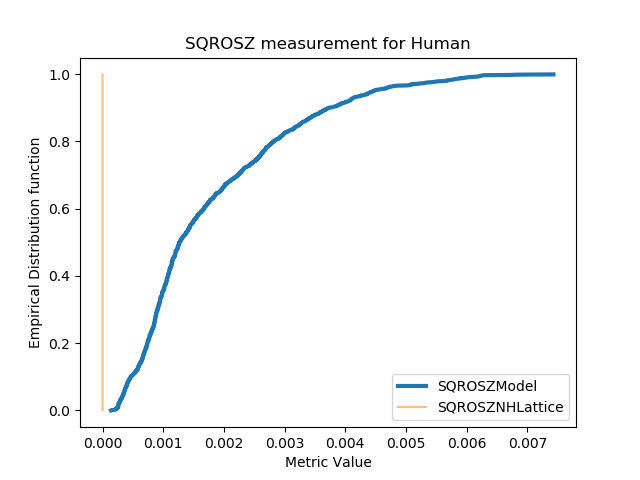 SQROSZ measurement for Human
1.0
0.8
0.6
0.4
0.2
0.0
Empirical Distribution function
SQROSZModel
SQROSZNHLattice
0.000 0.001 0.002 0.003 0.004 0.005 0.006 0.007
Metric Value